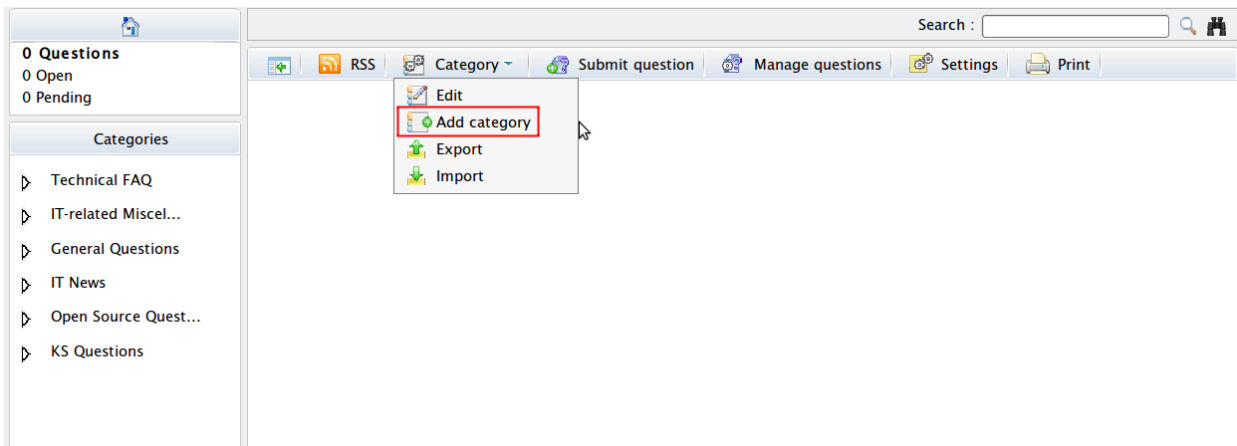 Search :
0 Questions
0 Open
0 Pending
RSS Category Submit question Manage questions Settings Print
Edit
Add category
Export
Import
Categories
Technical FAQ
IT-related Miscel...
General Questions
IT News
Open Source Quest...
KS Questions